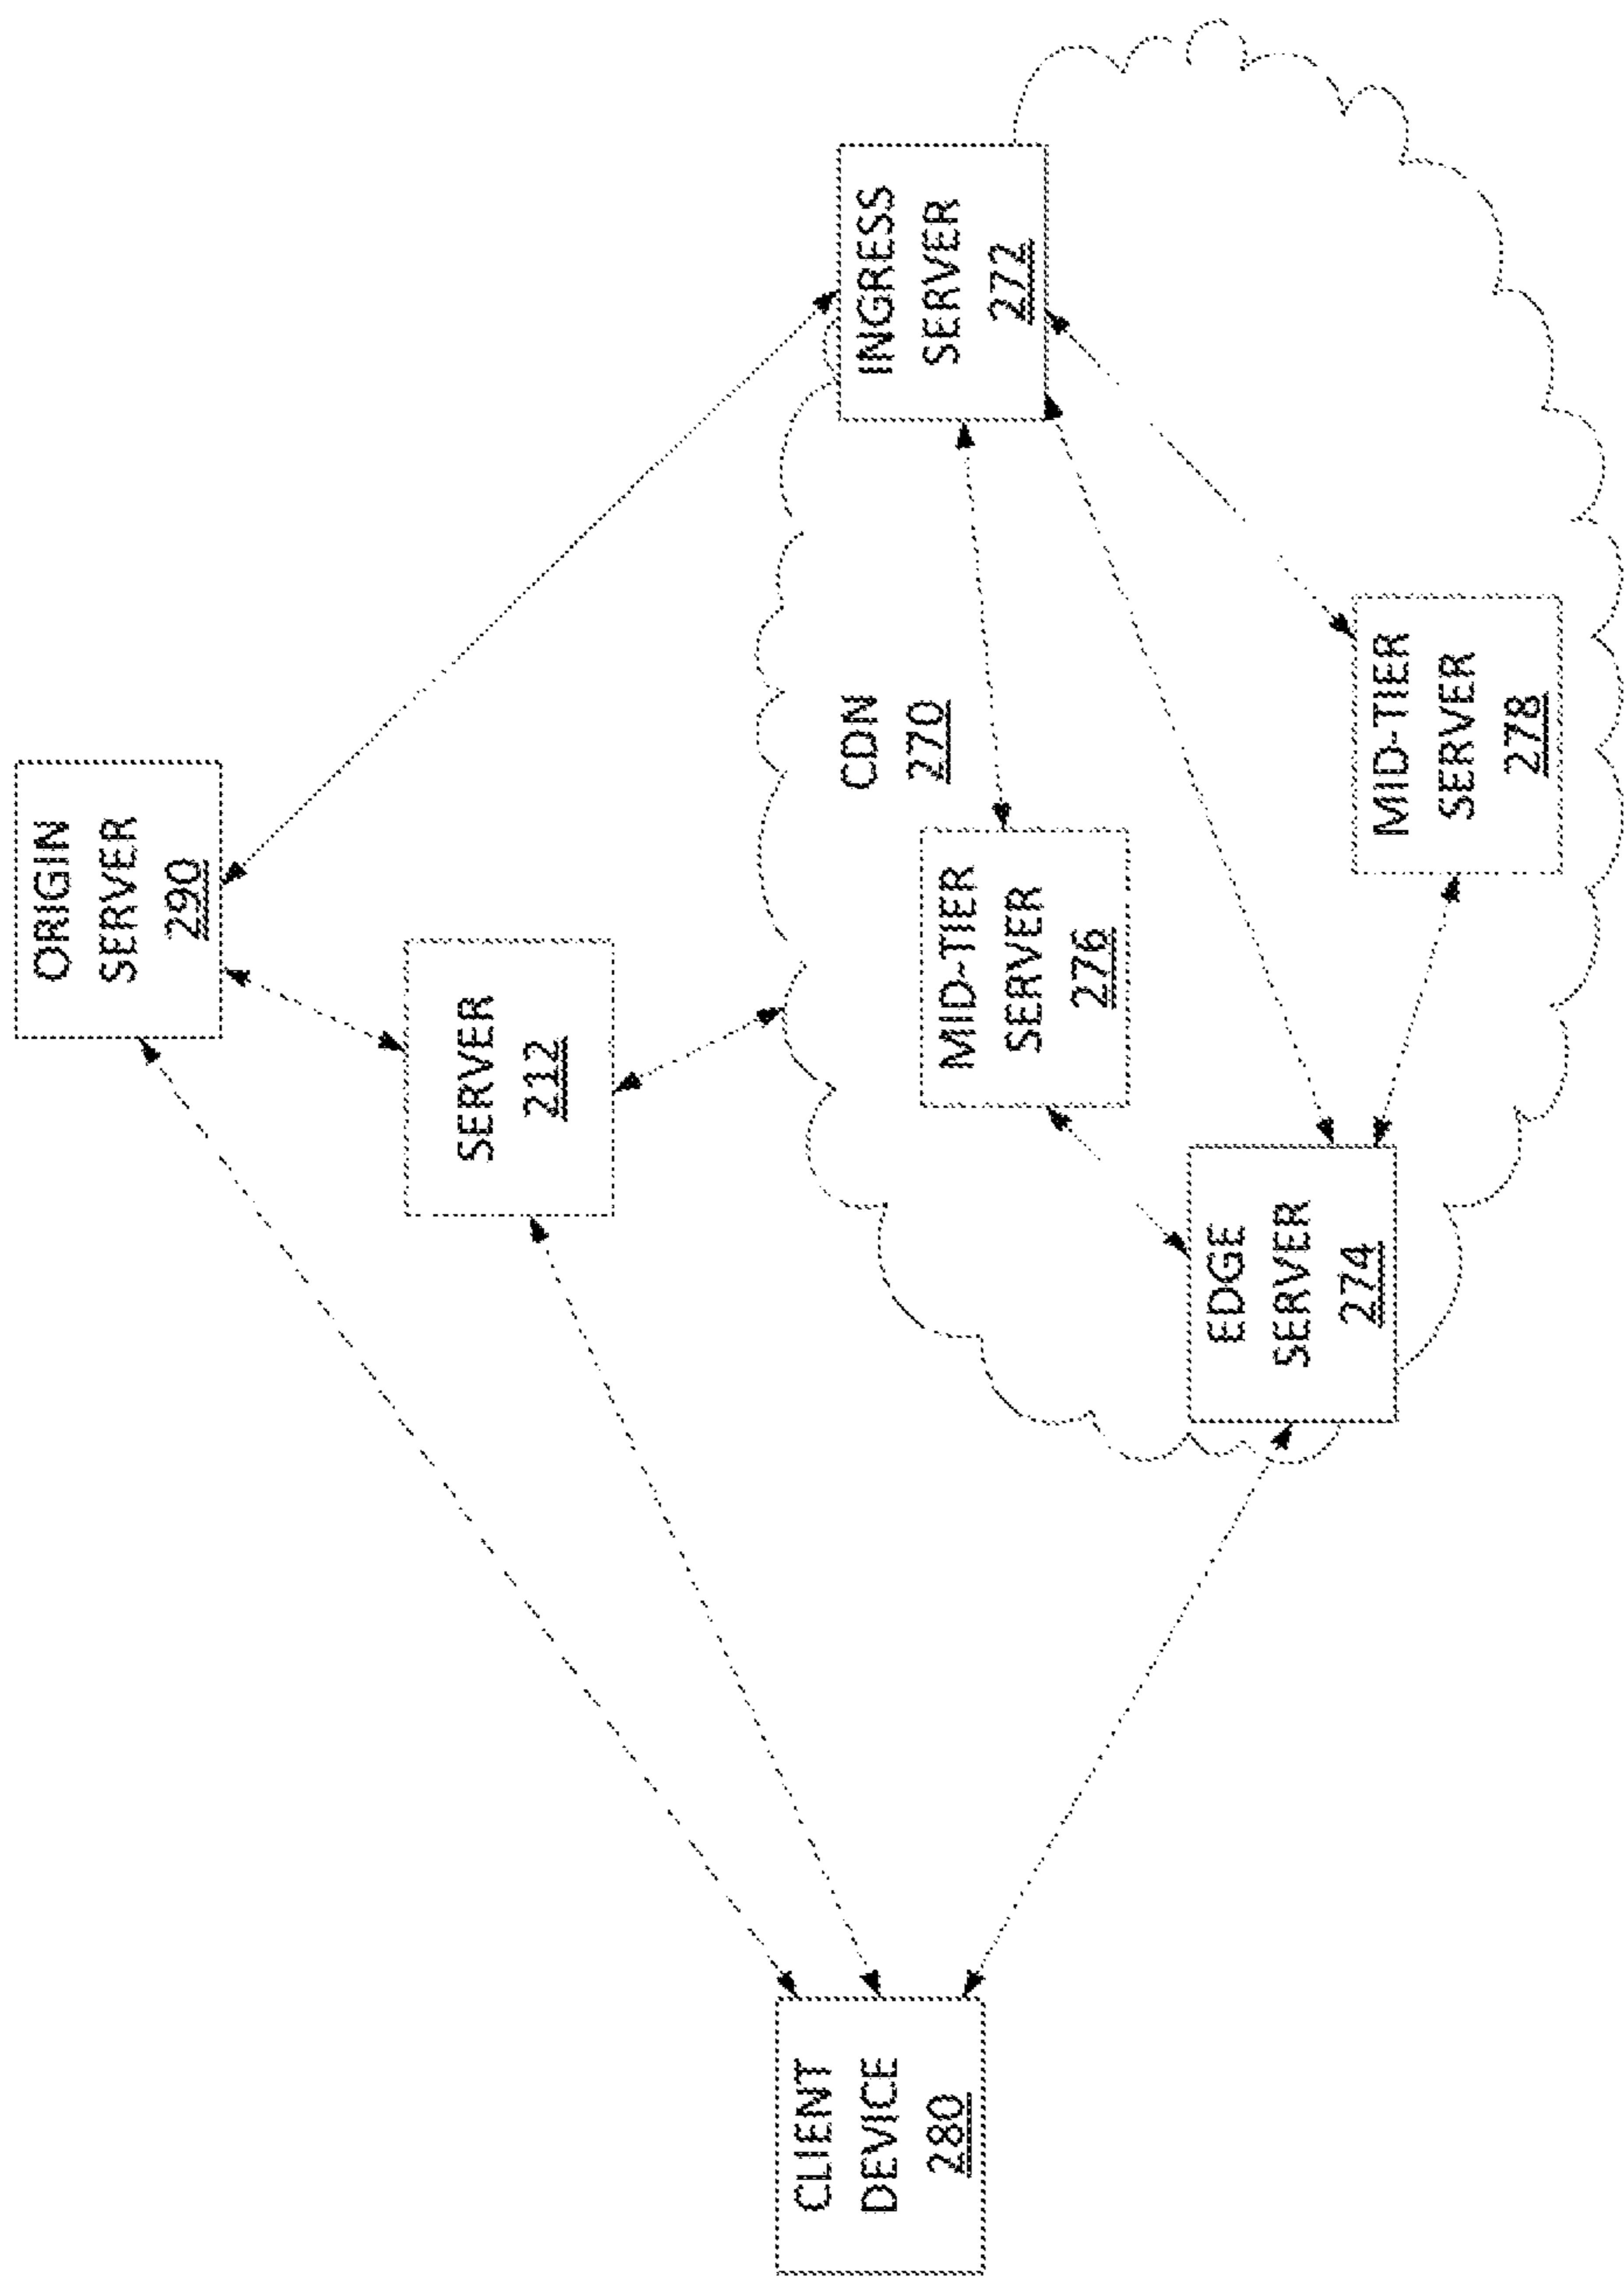 ORIGIN
SERVER
290
SERVER
212
CLIENT
DEVICE
280
CDN
270
INGRESS
SERVER
272
MID-TIER
SERVER
276
EDGE
SERVER
274
MID-TIER
SERVER
278